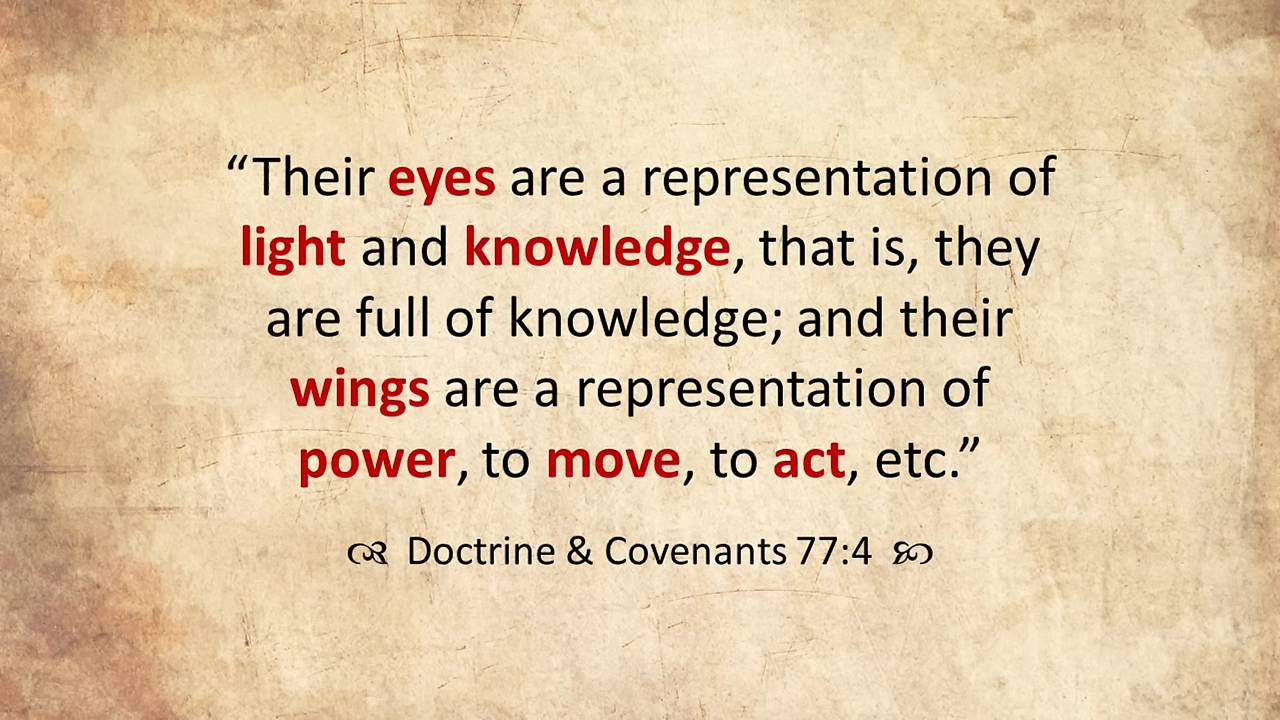 “Their eyes are a representation of
light and knowledge, that is, they
are full of knowledge; and their
wings are a representation of
power, to move, to act, etc.”
Doctrine & Covenants 77:4